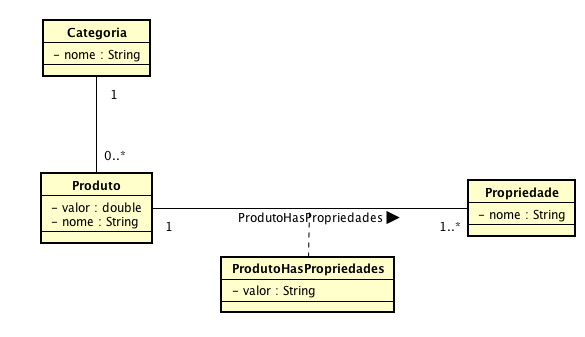 Categoria
- nome : String
1
0..*
Produto
- valor : double
- nome : String
1
ProdutoHasPropriedades ▶
1..*
Propriedade
- nome : String
ProdutoHasPropriedades
- valor : String